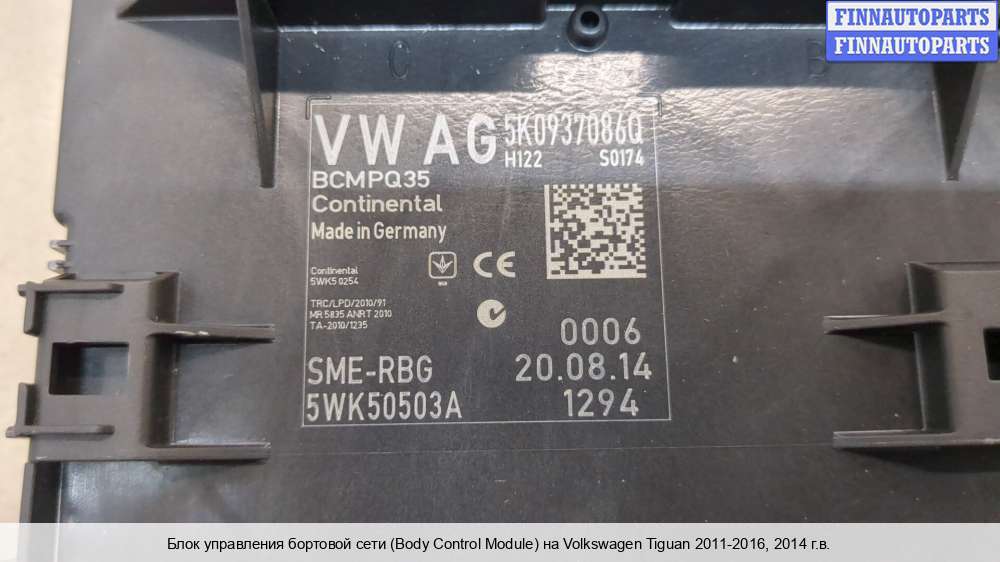 FINNAUTOPARTS
FINNAUTOPARTS
C
B
VW AG 5K0937086Q
H122 S0174
BCMPQ35
Continental
Made in Germany
Continental
5WK50254
CE
TRC/LPD/2010/91
MR 5835 ANRT 2010
TA-2010/1235
0006
SME-RBG 20.08.14
5WK50503A 1294
Блок управления бортовой сети (Body Control Module) на Volkswagen Tiguan 2011-2016, 2014 г.в.